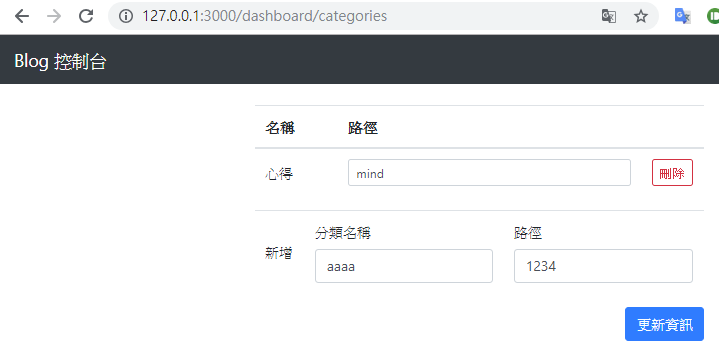 127.0.0.1:3000/dashboard/categories
Blog 控制台
名稱 路徑
心得 mind 刪除
分類名稱 路徑
新增 aaaa 1234
更新資訊